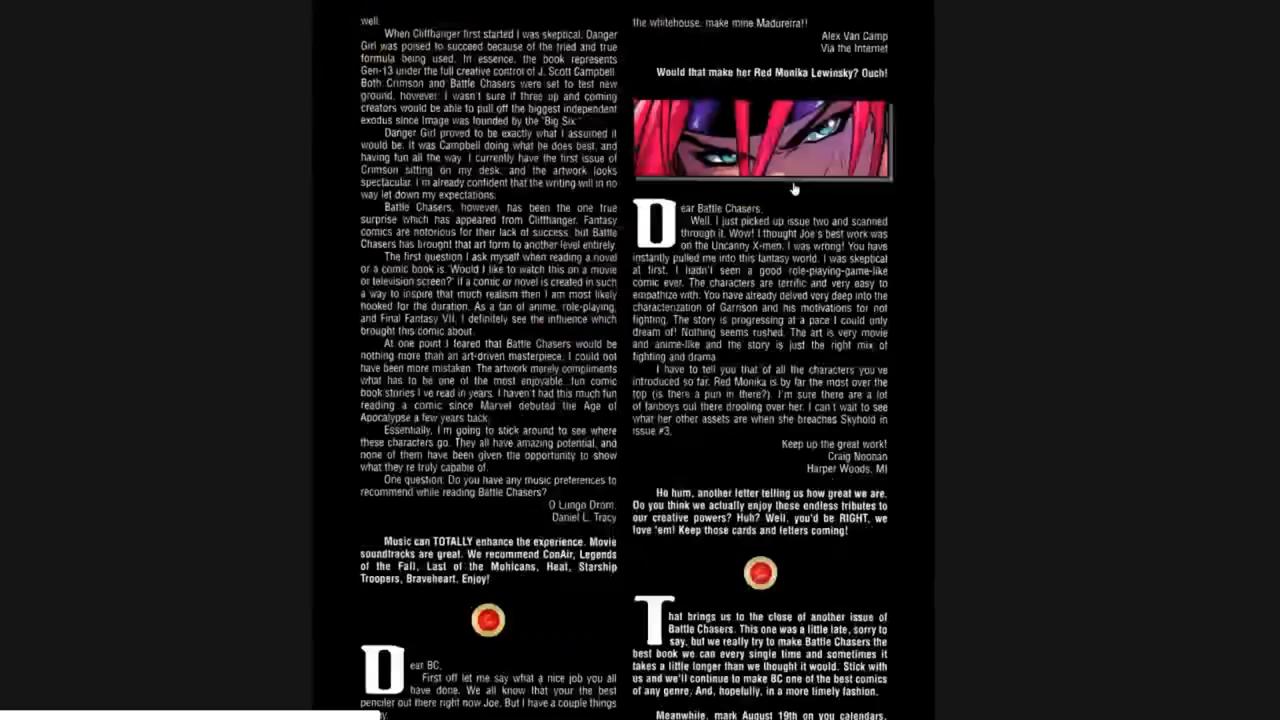 well.
When Cliffhanger first started I was skeptical. Danger
Girl was poised to succeed because of the tried and true
formula being used. In essence, the book represents
Gen-13 under the full creative control of J. Scott Campbell.
Both Crimson and Battle Chasers were set to test new
ground, however. I wasn't sure if three up and coming
creators would be able to pull off the biggest independent
exodus since Image was founded by the "Big Six."
Danger Girl proved to be exactly what I assumed it
would be. It was Campbell doing what he does best, and
having fun all the way. I currently have the first issue of
Crimson sitting on my desk, and the artwork looks
spectacular. I'm already confident that the writing will in no
way let down my expectations.
Battle Chasers, however, has been the one true
surprise which has appeared from Cliffhanger. Fantasy
comics are notorious for their lack of success, but Battle
Chasers has brought that art form to another level entirely.
The first question I ask myself when reading a novel
or a comic book is, 'Would I like to watch this on a movie
or television screen?' If a comic or novel is created in such
a way to inspire that much realism then I am most likely
hooked for the duration. As a fan of anime, role-playing,
and Final Fantasy VII, I definitely see the influence which
brought this comic about.
At one point I feared that Battle Chasers would be
nothing more than an art-driven masterpiece. I could not
have been more mistaken. The artwork merely compliments
what has to be one of the most enjoyable, fun comic
book stories I've read in years. I haven't had this much fun
reading a comic since Marvel debuted the Age of
Apocalypse a few years back.
Essentially, I'm going to stick around to see where
these characters go. They all have amazing potential, and
none of them have been given the opportunity to show
what they're truly capable of.
One question: Do you have any music preferences to
recommend while reading Battle Chasers?
O Lungo Drom,
Daniel L. Tracy
Music can TOTALLY enhance the experience. Movie
soundtracks are great. We recommend ConAir, Legends
of the Fall, Last of the Mohicans, Heat, Starship
Troopers, Braveheart. Enjoy!
Dear BC,
First off let me say what a nice job you all
have done. We all know that your the best
penciler out there right now Joe. But I have a couple things
the whitehouse, make mine Madureira!!
Alex Van Camp
Via the Internet
Would that make her Red Monika Lewinsky? Ouch!
Dear Battle Chasers,
Well, I just picked up issue two and scanned
through it. Wow! I thought Joe's best work was
on the Uncanny X-men. I was wrong! You have
instantly pulled me into this fantasy world. I was skeptical
at first. I hadn't seen a good role-playing-game-like
comic ever. The characters are terrific and very easy to
empathize with. You have already delved very deep into the
characterization of Garrison and his motivations for not
fighting. The story is progressing at a pace I could only
dream of! Nothing seems rushed. The art is very movie
and anime-like and the story is just the right mix of
fighting and drama.
I have to tell you that of all the characters you've
introduced so far, Red Monika is by far the most over the
top (is there a pun in there?). I'm sure there are a lot
of fanboys out there drooling over her. I can't wait to see
what her other assets are when she breaches Skyhold in
issue #3.
Keep up the great work!
Craig Noonan
Harper Woods, MI
Ho hum, another letter telling us how great we are.
Do you think we actually enjoy these endless tributes to
our creative powers? Huh? Well, you'd be RIGHT, we
love 'em! Keep those cards and letters coming!
That brings us to the close of another issue of
Battle Chasers. This one was a little late, sorry to
say, but we really try to make Battle Chasers the
best book we can every single time and sometimes it
takes a little longer than we thought it would. Stick with
us and we'll continue to make BC one of the best comics
of any genre. And, hopefully, in a more timely fashion.
Meanwhile, mark August 19th on you calendars,